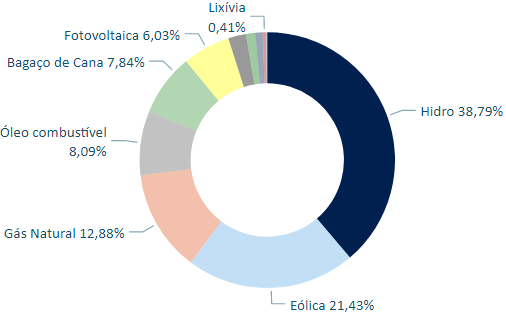 Lixívia
0,41%
Fotovoltaica 6,03%
Bagaço de Cana 7,84%
Óleo combustível
8,09%
Hidro 38,79%
Gás Natural 12,88%
Eólica 21,43%